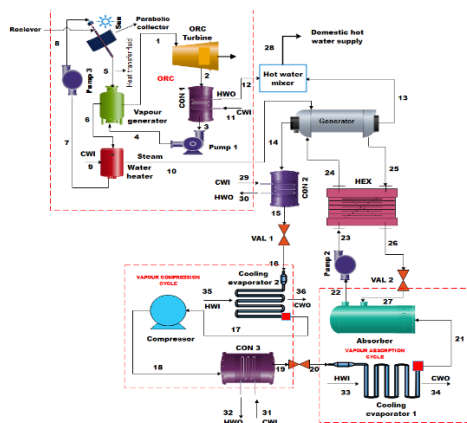 Reciever
Sun
Parabolic
collector
8
1
ORC
Turbine
28
Domestic hot
water supply
Pump 3
5
Heat transfer fluid
ORC
2
CON 1
HWO
12
Hot water
mixer
6
Vapour
generator
4
3
CWI
11
Pump 1
13
Generator
7
CWI
9
Steam
Water
heater
10
14
24
25
CWI
29
HWO
30
CON 2
HEX
15
VAL 1
23
26
16
Pump 2
VAL 2
VAPOUR COMPRESSION
CYCLE
35
HWI
Cooling
evaporator 2
36
CWO
22
27
17
Compressor
Absorber
21
VAPOUR ABSORPTION
CYCLE
18
CON 3
19
20
HWI
33
CWO
34
Cooling
evaporator 1
32
HWO
31
CWI